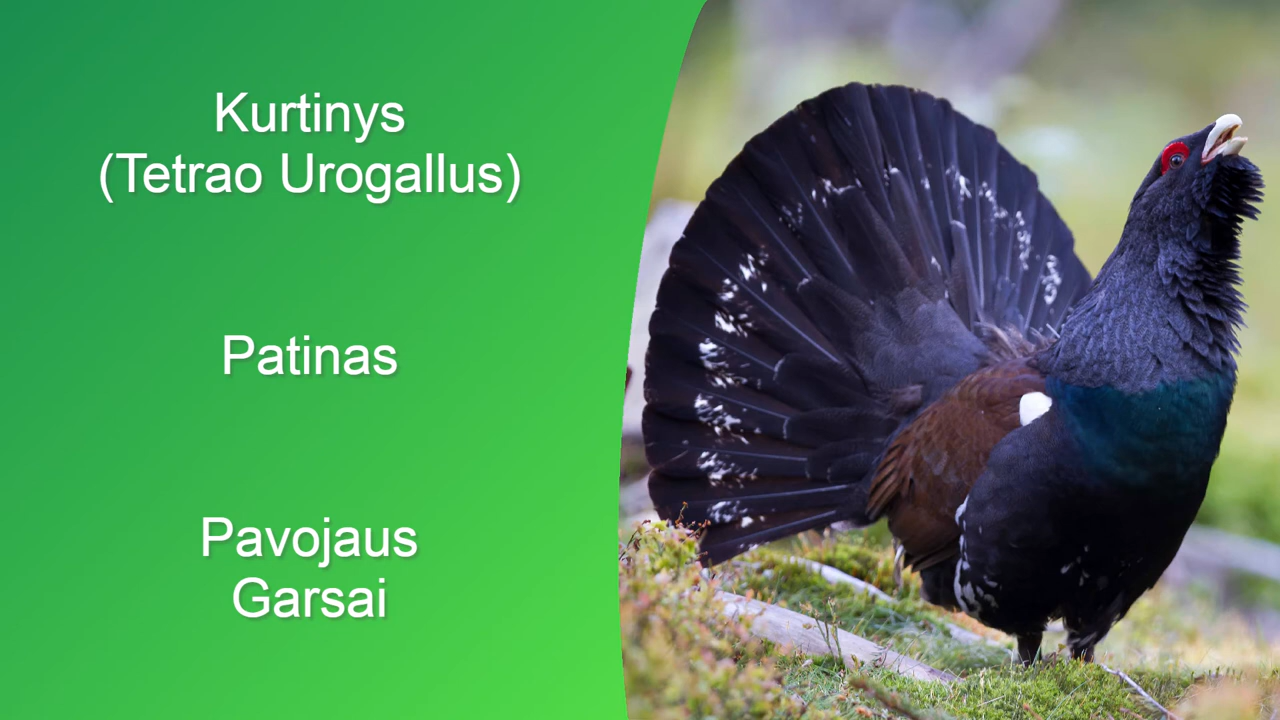 Kurtinys
(Tetrao Urogallus)
Patinas
Pavojaus
Garsai